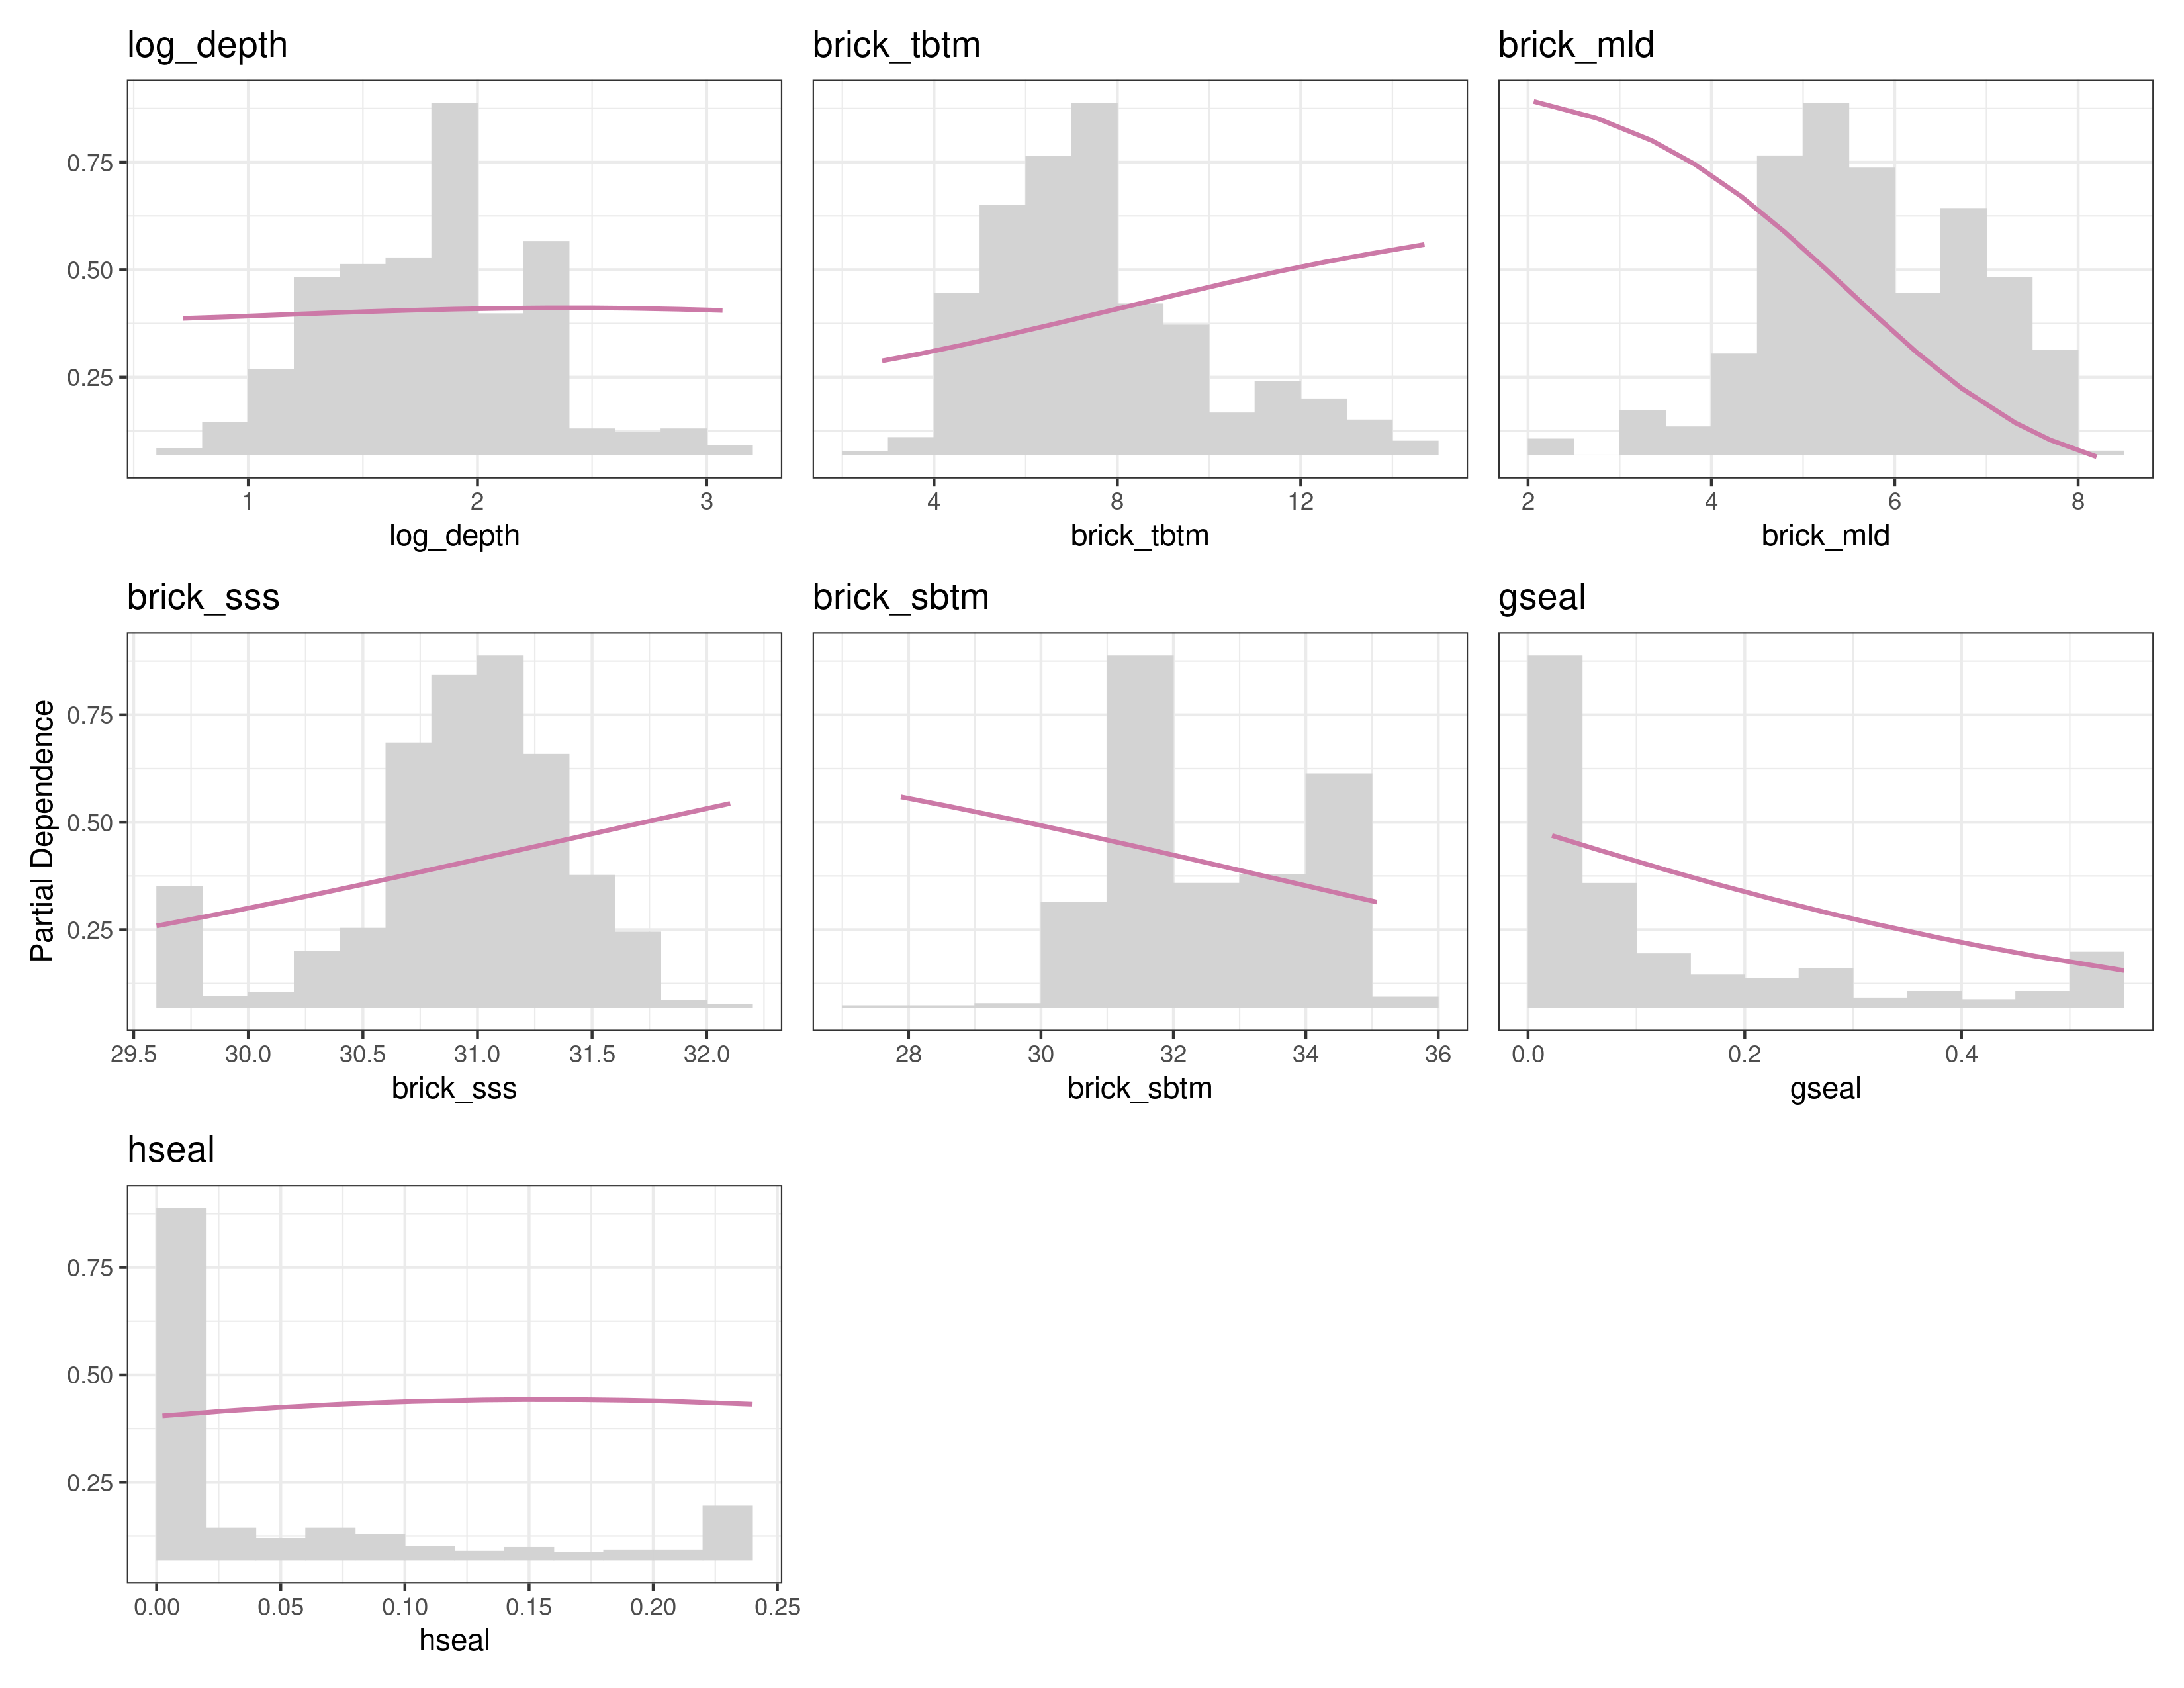 log_depth
brick_tbtm
brick_mld
0.75
0.50
0.25
1 2 3
4 8 12
2 4 6 8
log_depth
brick_tbtm
brick_mld
brick_sss
brick_sbtm
gseal
Partial Dependence
0.75
0.50
0.25
29.5 30.0 30.5 31.0 31.5 32.0
28 30 32 34 36
0.0 0.2 0.4
brick_sss
brick_sbtm
gseal
hseal
0.75
0.50
0.25
0.00 0.05 0.10 0.15 0.20 0.25
hseal